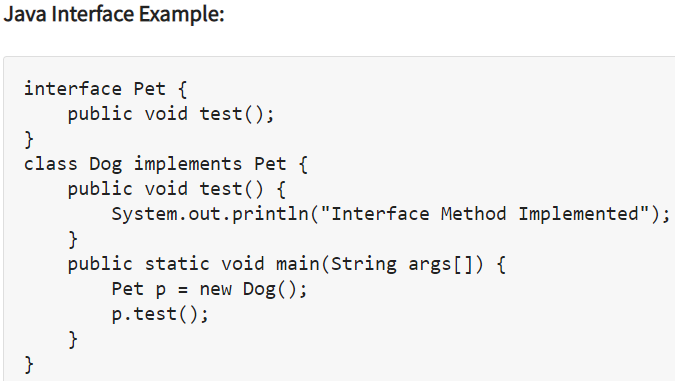 Java Interface Example:
interface Pet {
    public void test();
}
class Dog implements Pet {
    public void test() {
        System.out.println("Interface Method Implemented");
    }
    public static void main(String args[]) {
        Pet p = new Dog();
        p.test();
    }
}